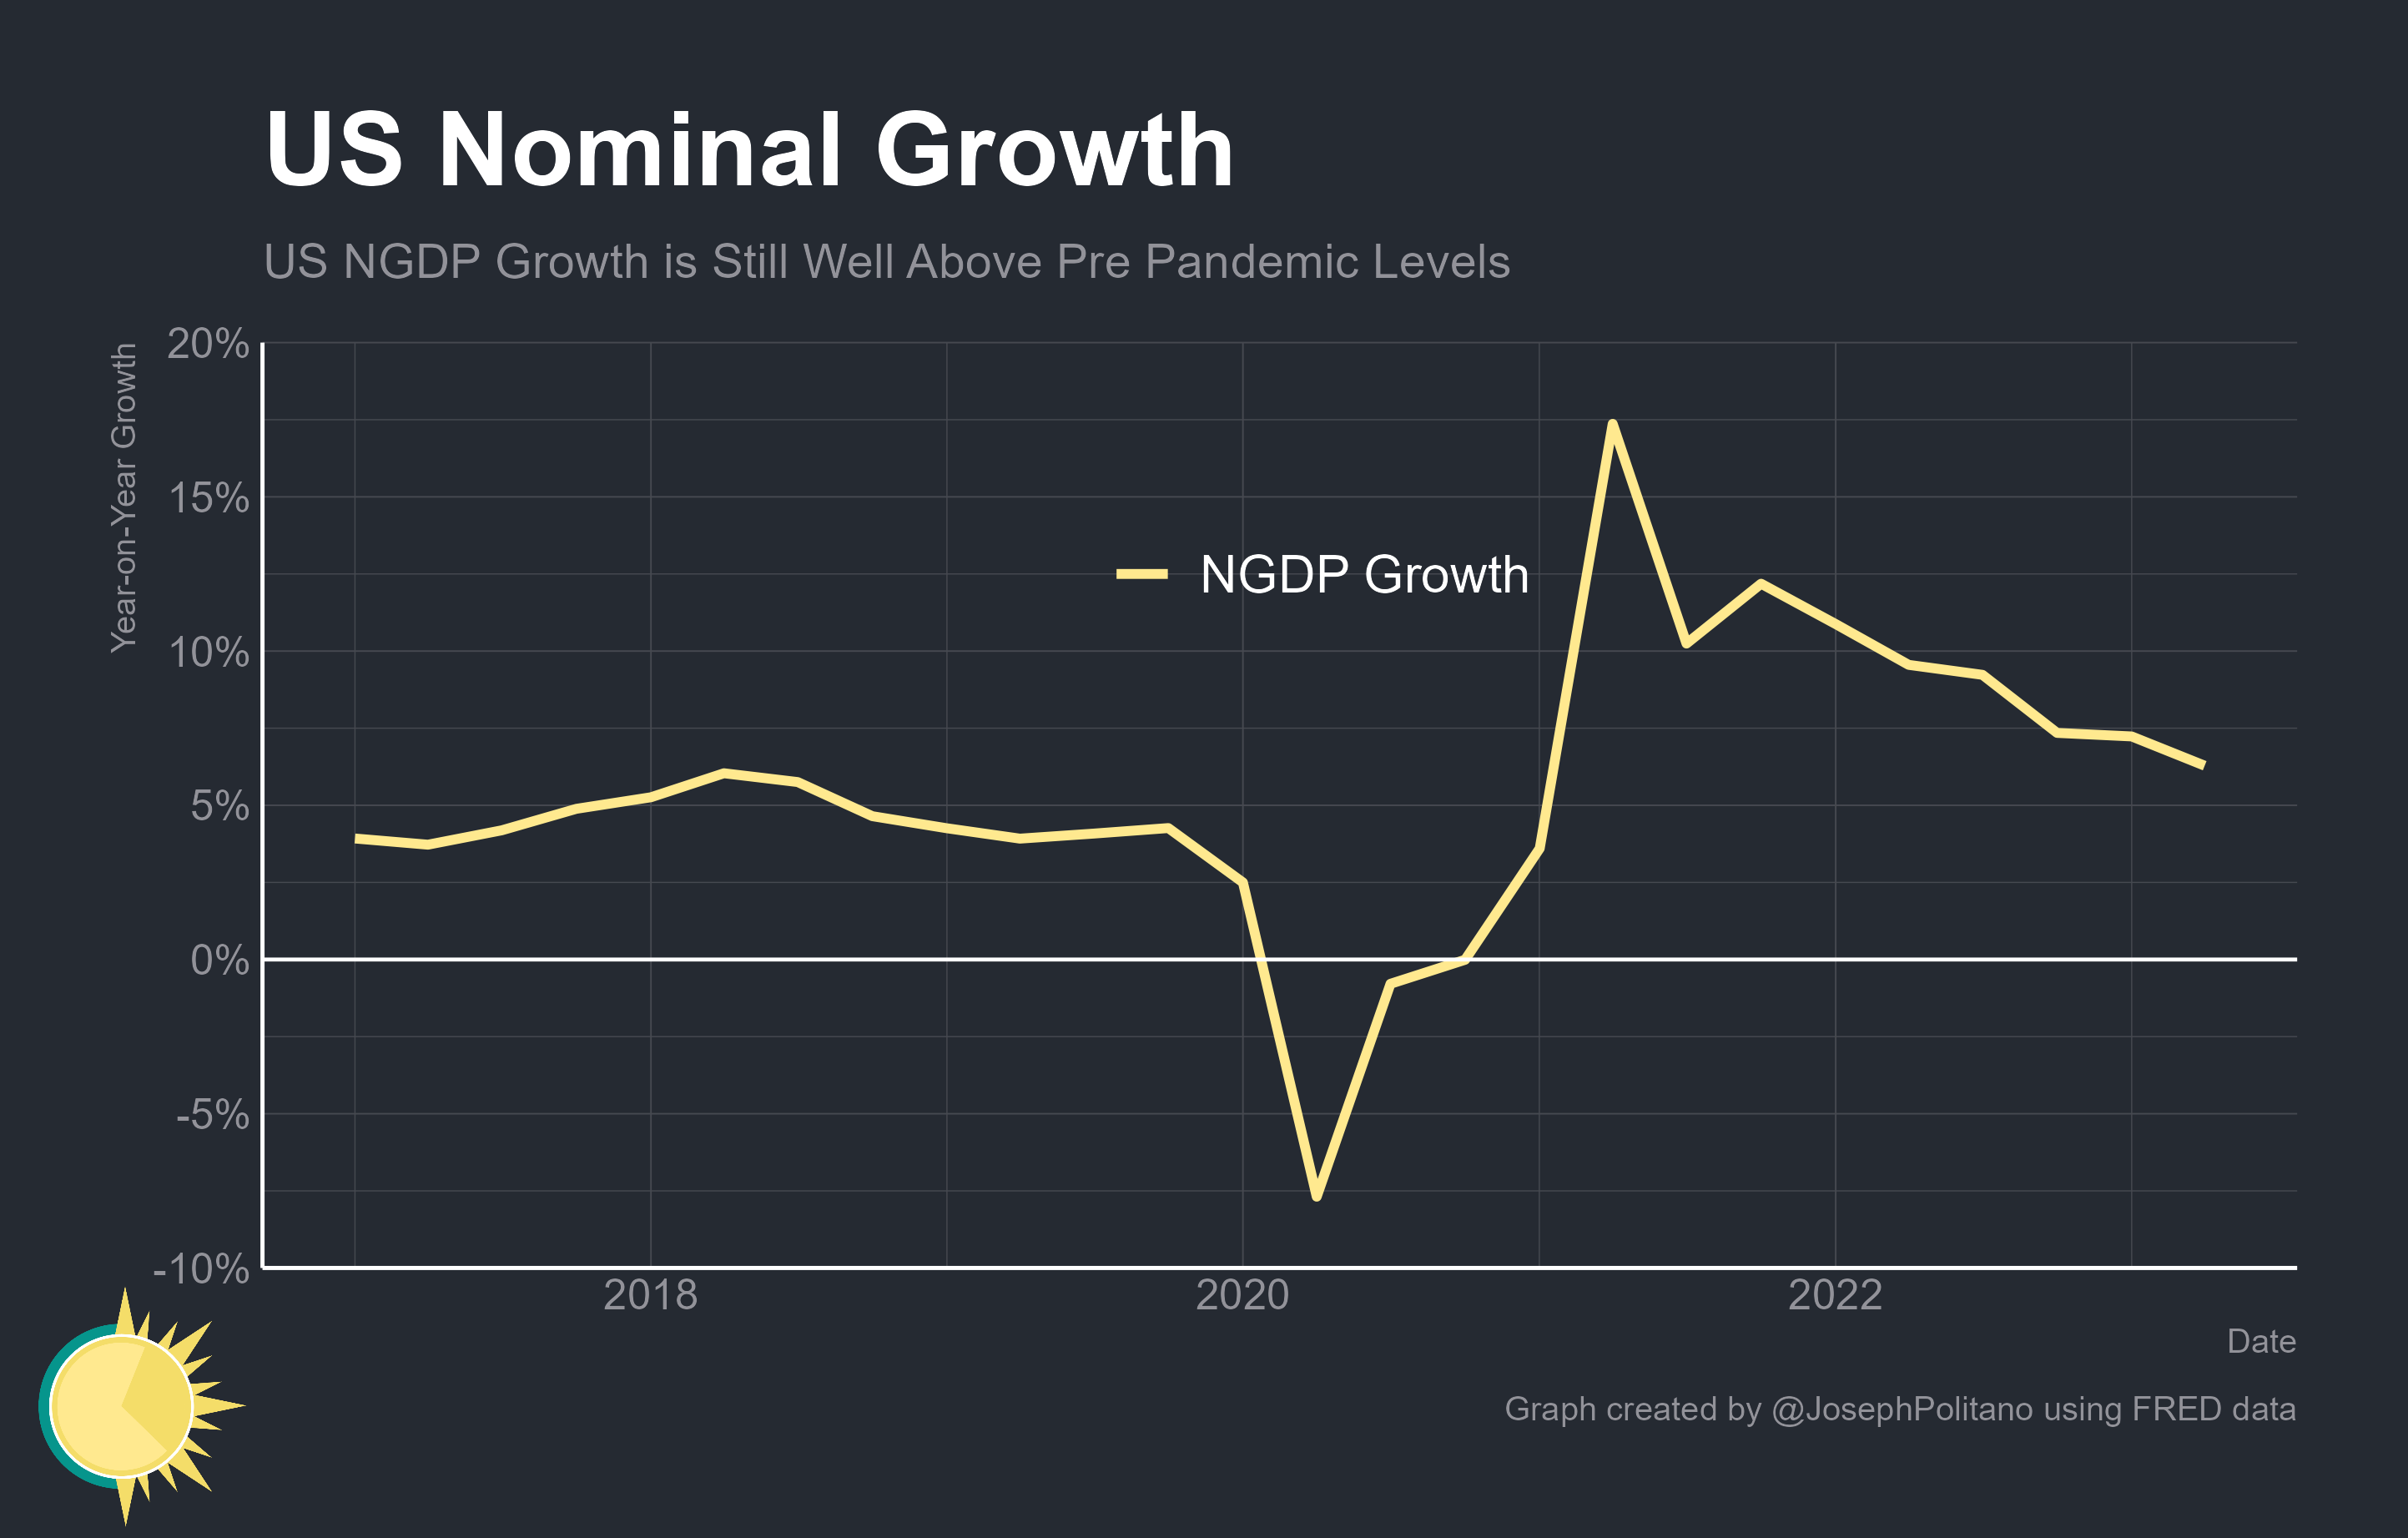 US Nominal Growth
US NGDP Growth is Still Well Above Pre Pandemic Levels
Year-on-Year Growth
20%
15%
10%
5%
0%
-5%
-10%
NGDP Growth
2018
2020
2022
Date
Graph created by @JosephPolitano using FRED data